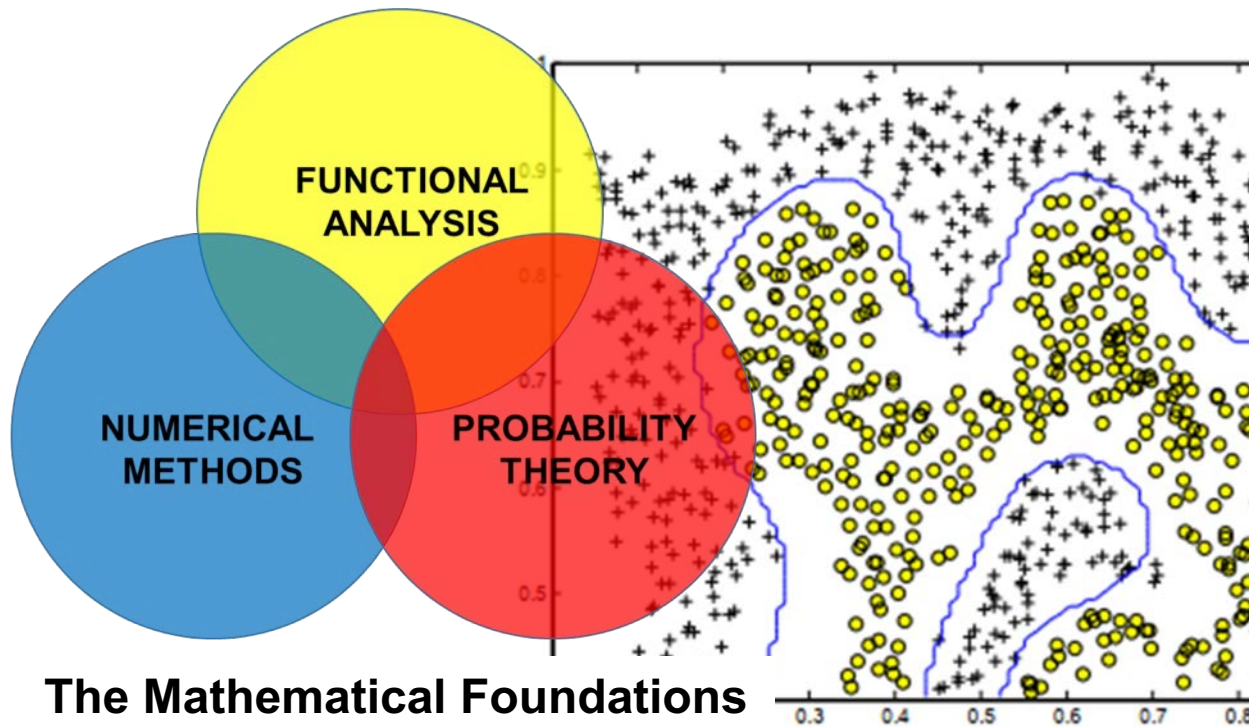 FUNCTIONAL
ANALYSIS
NUMERICAL
METHODS
PROBABILITY
THEORY
1
0.9
0.8
0.7
0.6
0.5
0.3 0.4 0.5 0.6 0.7
The Mathematical Foundations